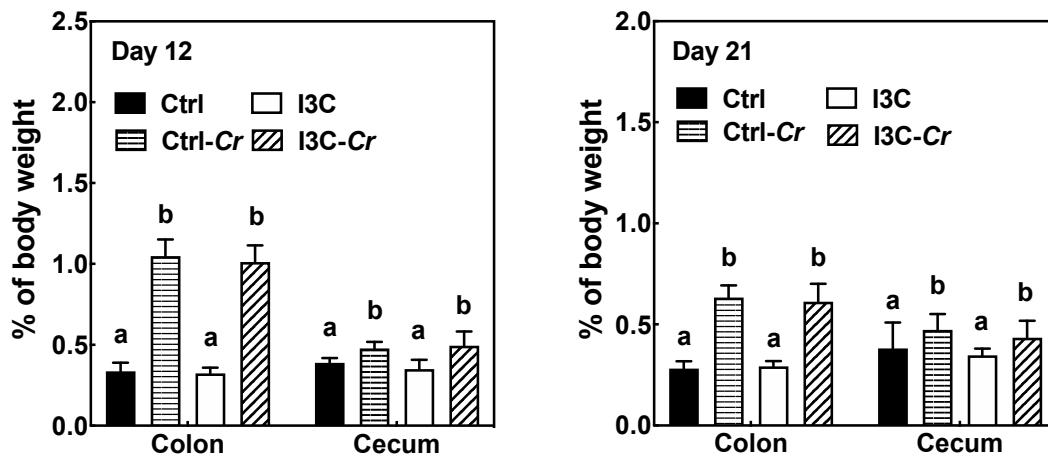 % of body weight
2.5
2.0
1.5
1.0
0.5
0.0
Day 12
Ctrl
I3C
Ctrl-Cr
I3C-Cr
a b a b a b a b
Colon Cecum
% of body weight
2.0
1.5
1.0
0.5
0.0
Day 21
Ctrl
I3C
Ctrl-Cr
I3C-Cr
a b a b a b a b
Colon Cecum